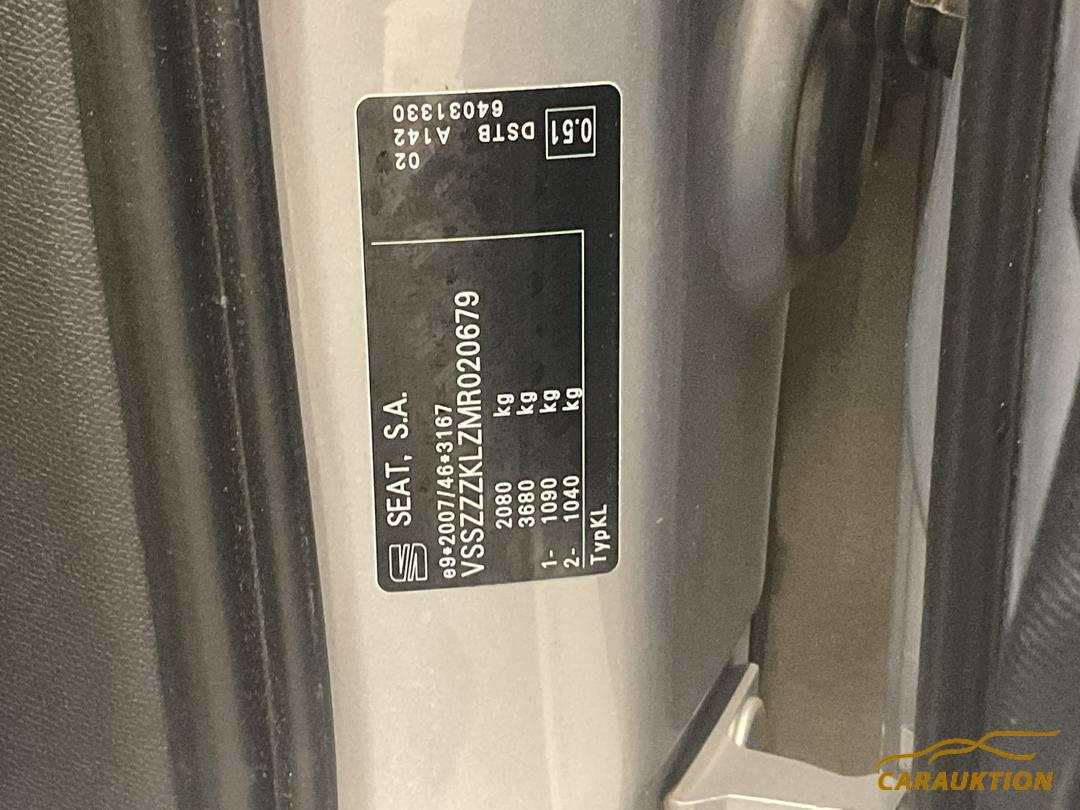 SEAT, S.A.
e9*2007/46*3167
VSSZZZKLZMR020679
2080 kg
3680 kg
1- 1090 kg
2- 1040 kg
TypKL
02
A142
64031330
DSTB
0.51
CARAUKTION